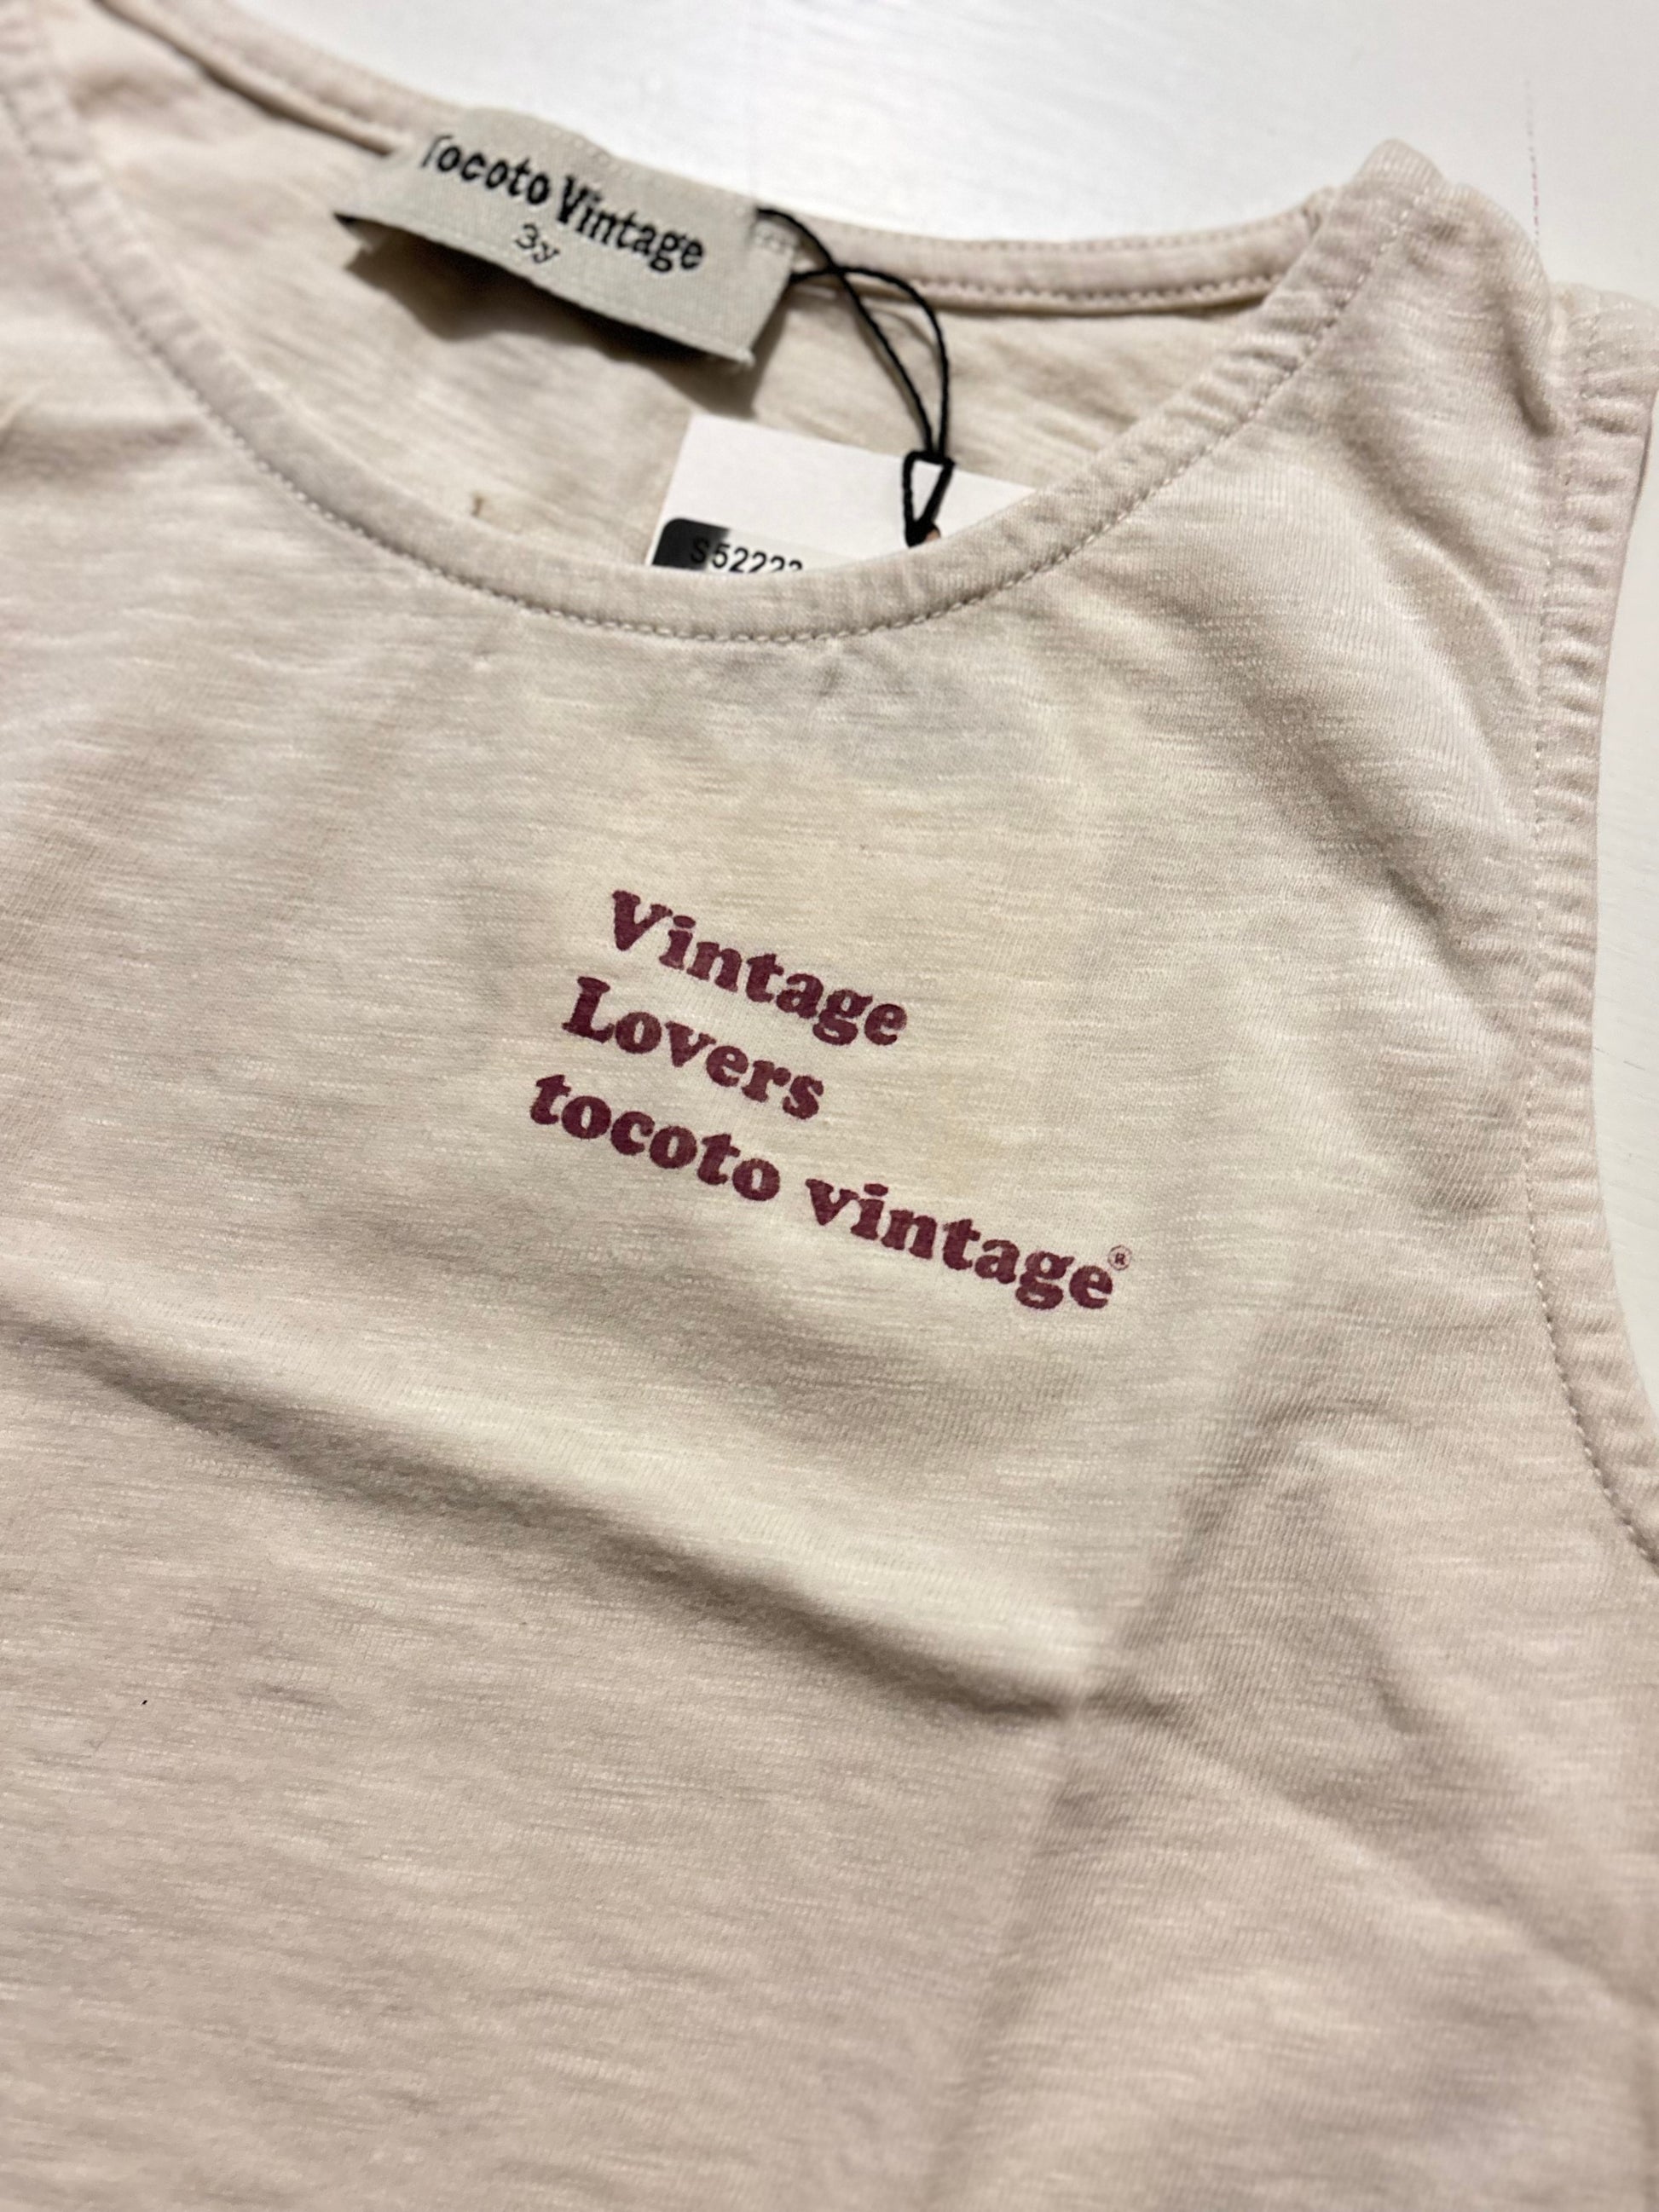 Tocoto Vintage
3y
Vintage
Lovers
tocoto vintage®